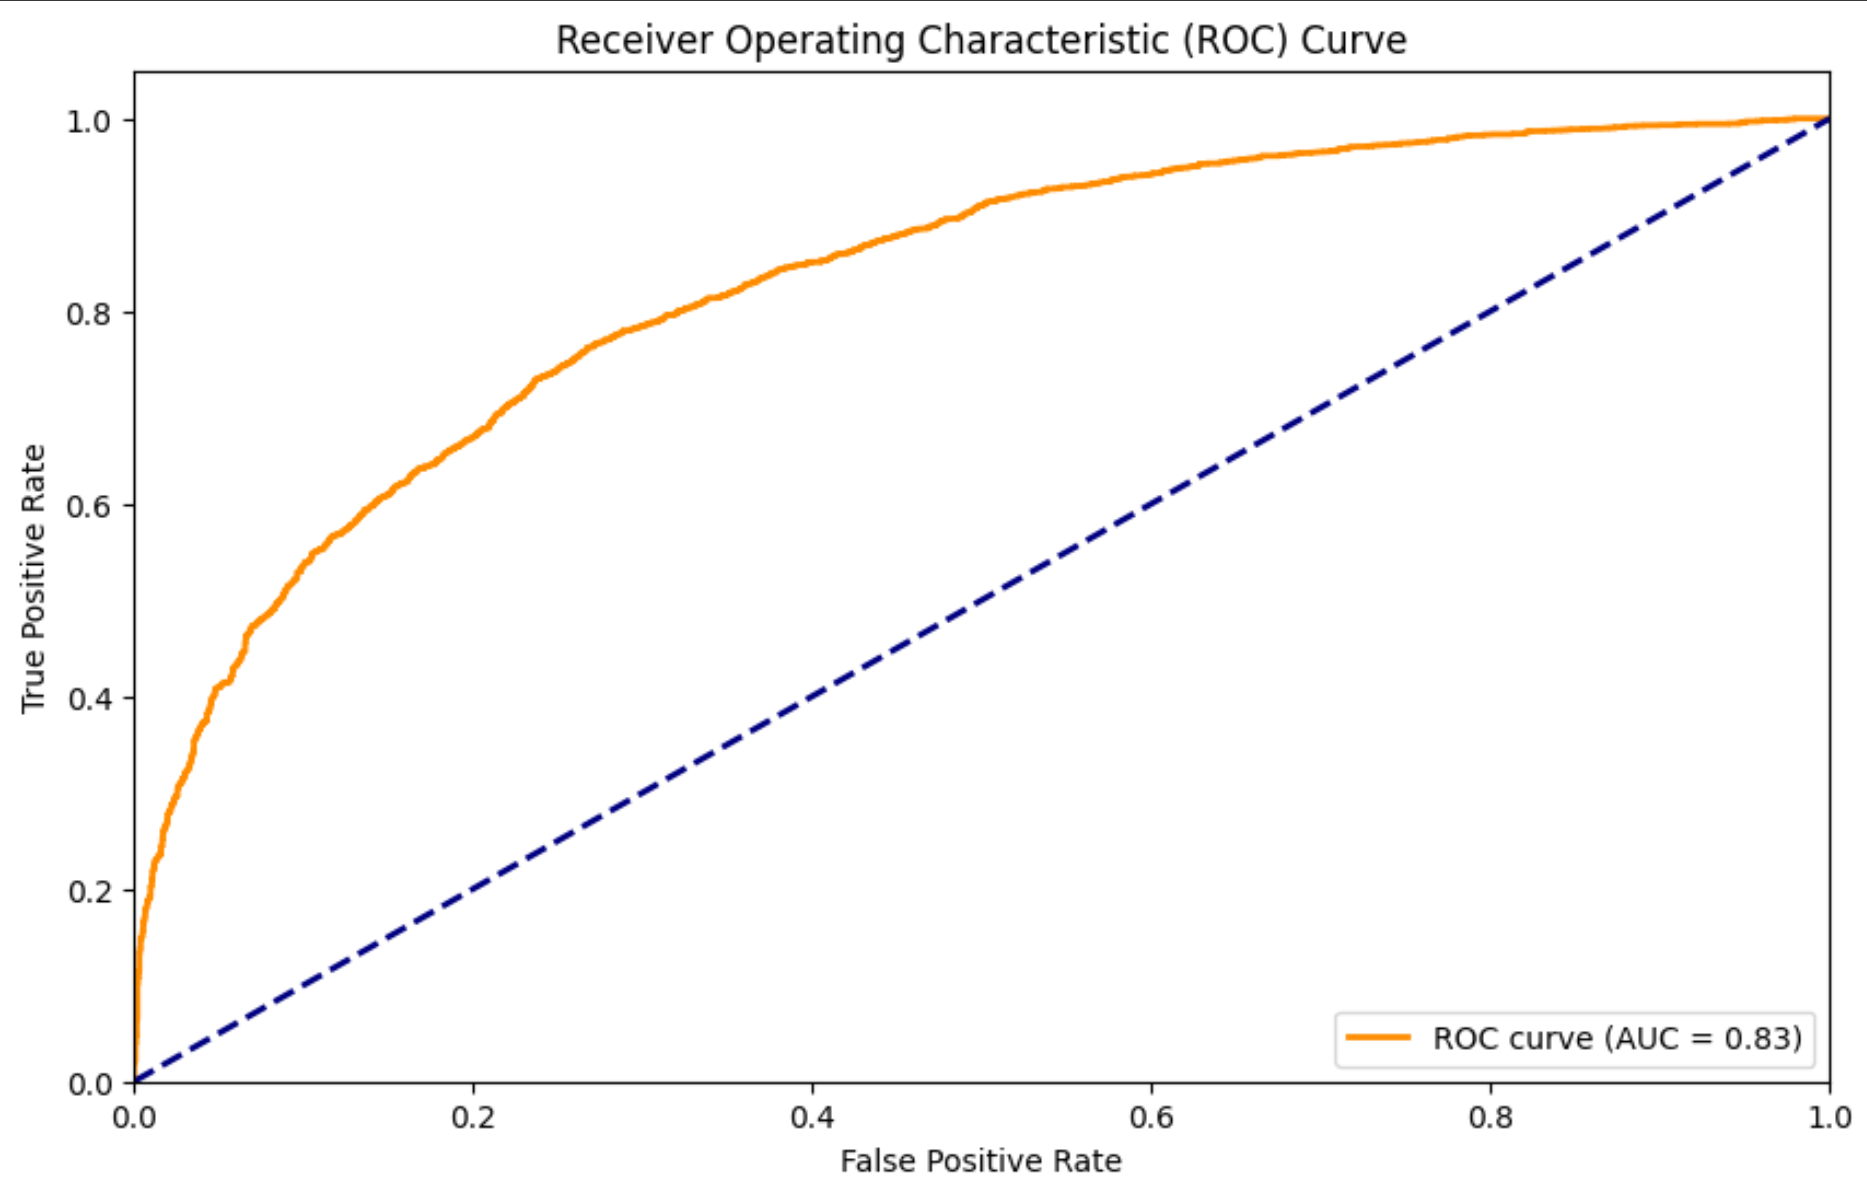 Receiver Operating Characteristic (ROC) Curve
1.0
0.8
0.6
0.4
0.2
0.0
True Positive Rate
ROC curve (AUC = 0.83)
0.0 0.2 0.4 0.6 0.8 1.0
False Positive Rate